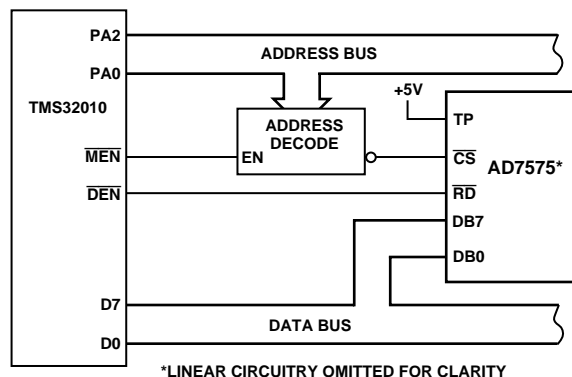 PA2
ADDRESS BUS
PA0
+5V
TMS32010
TP
ADDRESS
DECODE
MEN
EN
CS
AD7575*
DEN
RD
DB7
DB0
D7
DATA BUS
D0
*LINEAR CIRCUITRY OMITTED FOR CLARITY